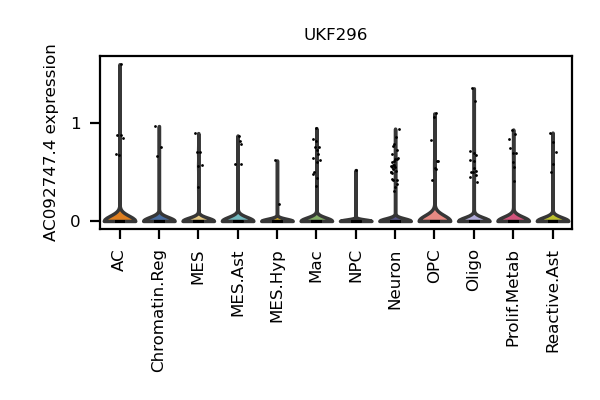 UKF296
AC092747.4 expression
1
0
AC
Chromatin.Reg
MES
MES.Ast
MES.Hyp
Mac
NPC
Neuron
OPC
Oligo
Prolif.Metab
Reactive.Ast